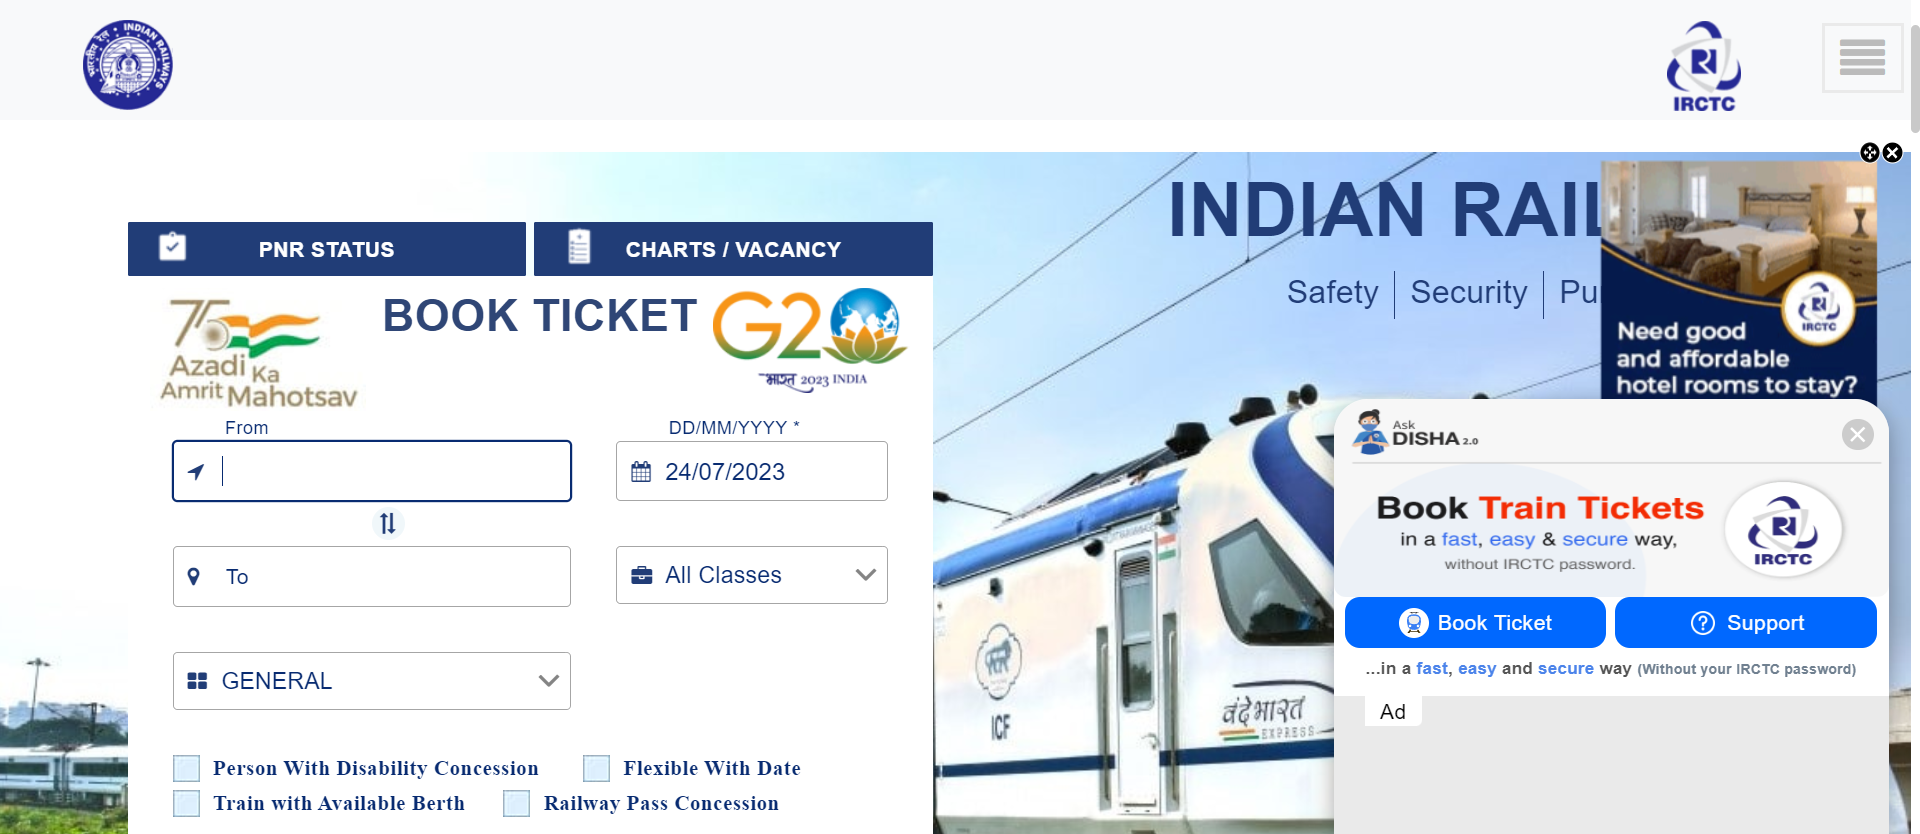 भारतीय रेल
INDIAN RAILWAYS
IRCTC
INDIAN RAIL
Safety
Security
PNR STATUS
CHARTS / VACANCY
BOOK TICKET
75
Azadi Ka
Amrit Mahotsav
G20
भारत 2023 INDIA
From
DD/MM/YYYY *
24/07/2023
To
All Classes
GENERAL
Person With Disability Concession
Flexible With Date
Train with Available Berth
Railway Pass Concession
ICF
वंदे भारत
EXPRESS
IRCTC
Need good
and affordable
hotel rooms to stay?
Ask
DISHA 2.0
Book Train Tickets
in a fast, easy & secure way,
without IRCTC password.
IRCTC
Book Ticket
Support
...in a fast, easy and secure way (Without your IRCTC password)
Ad